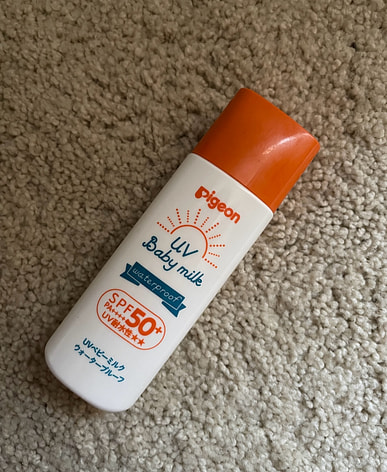 Pigeon
UV
Baby milk
waterproof
SPF50+
PA++++
UV耐水性★★
UVベビーミルク
ウォータープルーフ